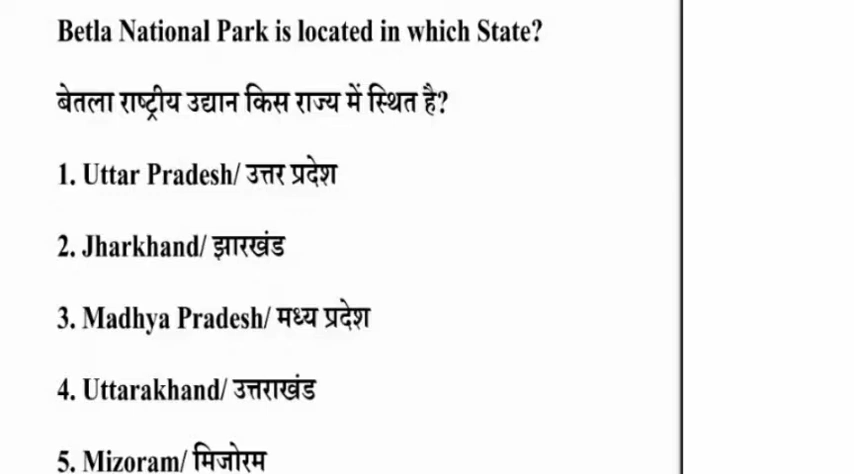 Betla National Park is located in which State?
बेतला राष्ट्रीय उद्यान किस राज्य में स्थित है?
1. Uttar Pradesh/ उत्तर प्रदेश
2. Jharkhand/ झारखंड
3. Madhya Pradesh/ मध्य प्रदेश
4. Uttarakhand/ उत्तराखंड
5. Mizoram/ मिजोरम